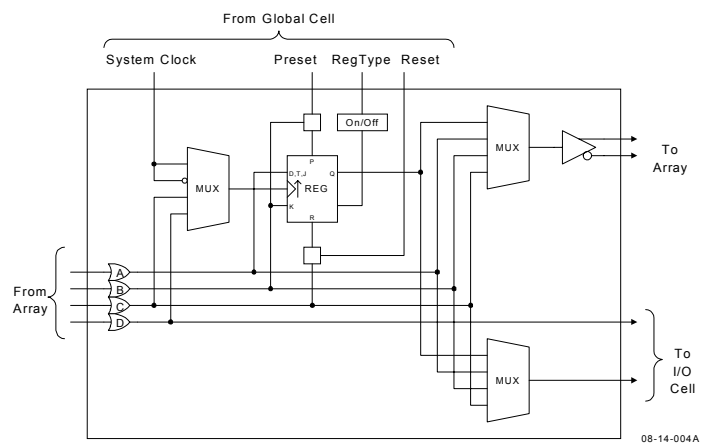 From Global Cell
System Clock
Preset
RegType
Reset
On/Off
MUX
P
D,T,J
Q
REG
K
R
MUX
To
Array
From
Array
A
B
C
D
MUX
To
I/O
Cell
08-14-004A